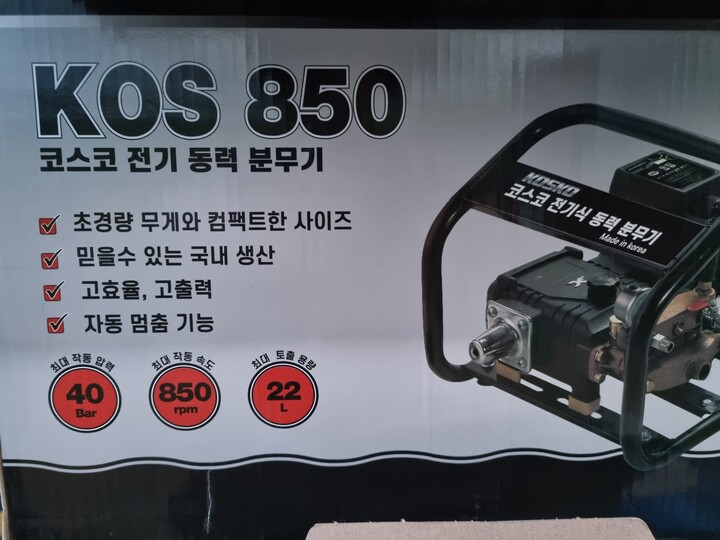 KOS 850
코스코 전기 동력 분무기
초경량 무게와 컴팩트한 사이즈
믿을수 있는 국내 생산
고효율, 고출력
자동 멈춤 기능
최대 작동 압력
40
Bar
최대 작동 속도
850
rpm
최대 토출 용량
22
L
KOSKO
코스코 전기식 동력 분무기
Made in korea